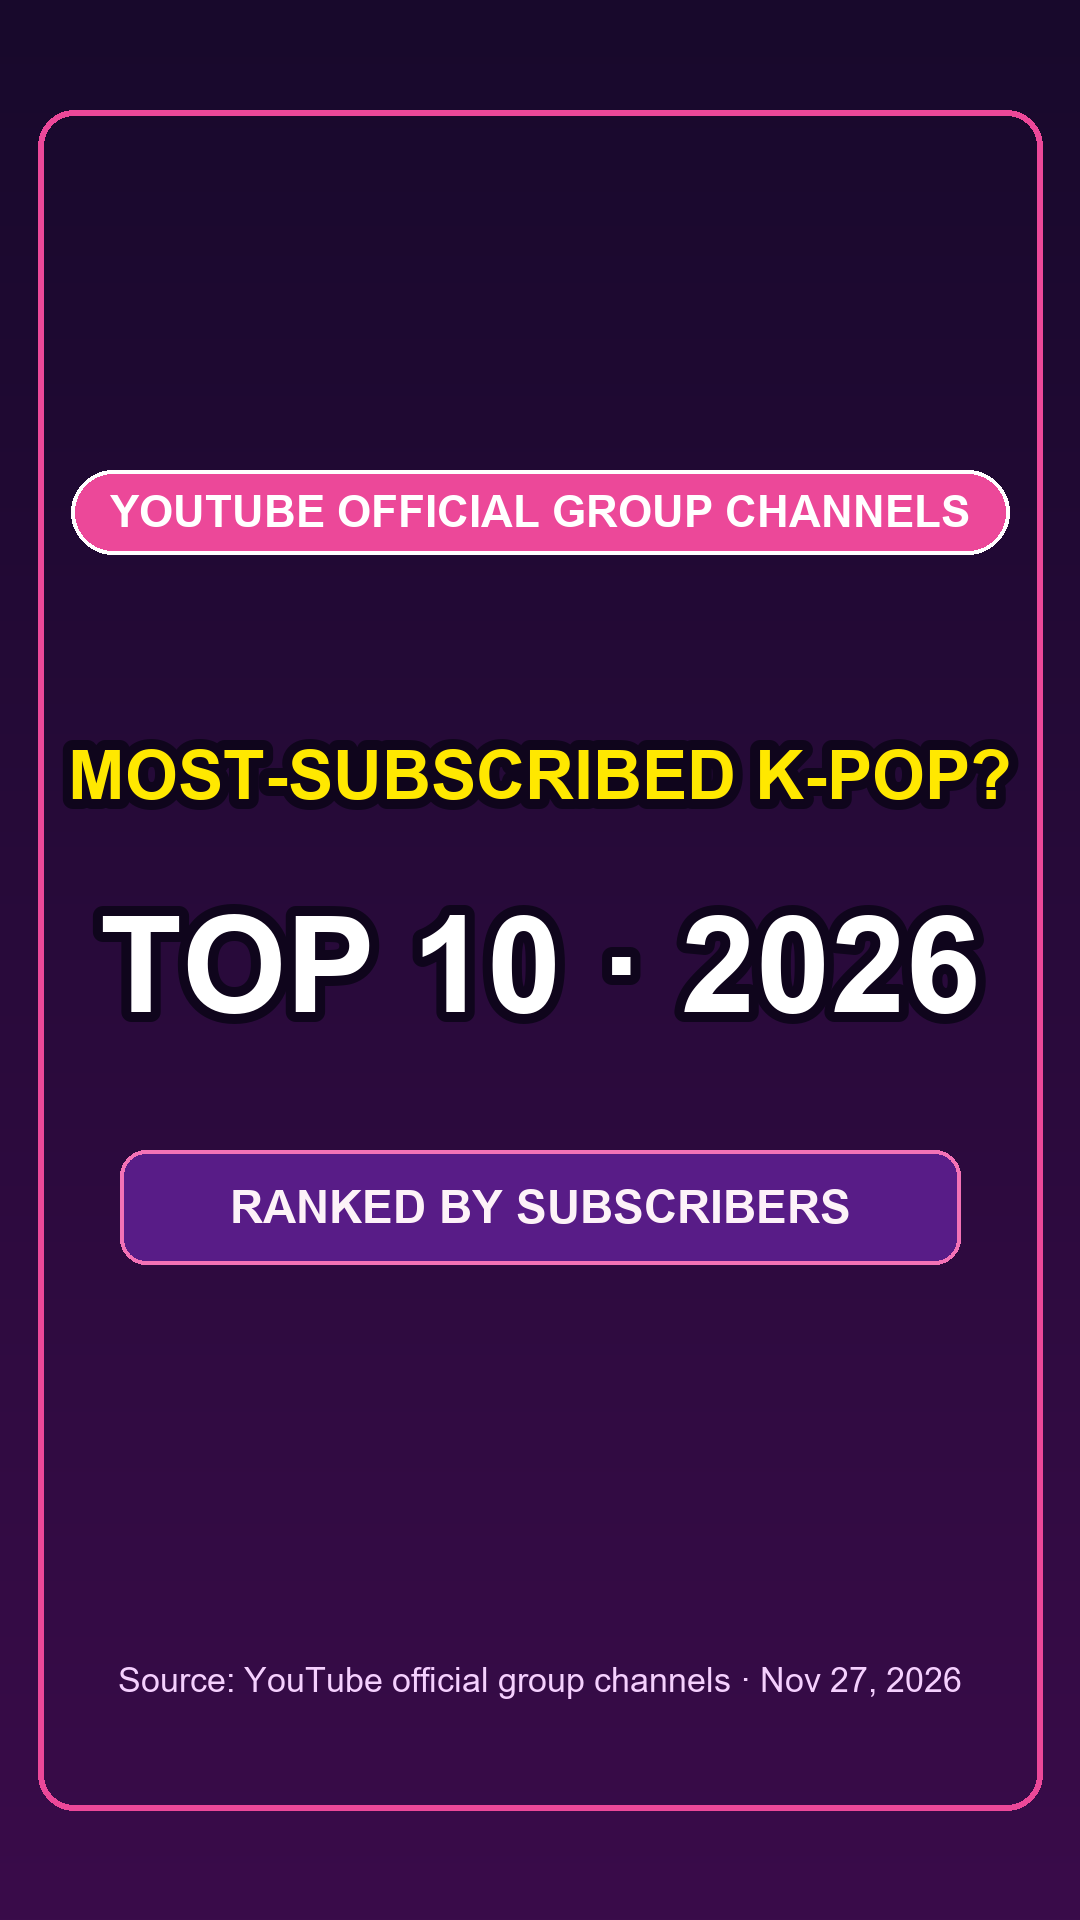 YOUTUBE OFFICIAL GROUP CHANNELS
MOST-SUBSCRIBED K-POP?
TOP 10 · 2026
RANKED BY SUBSCRIBERS
Source: YouTube official group channels · Nov 27, 2026